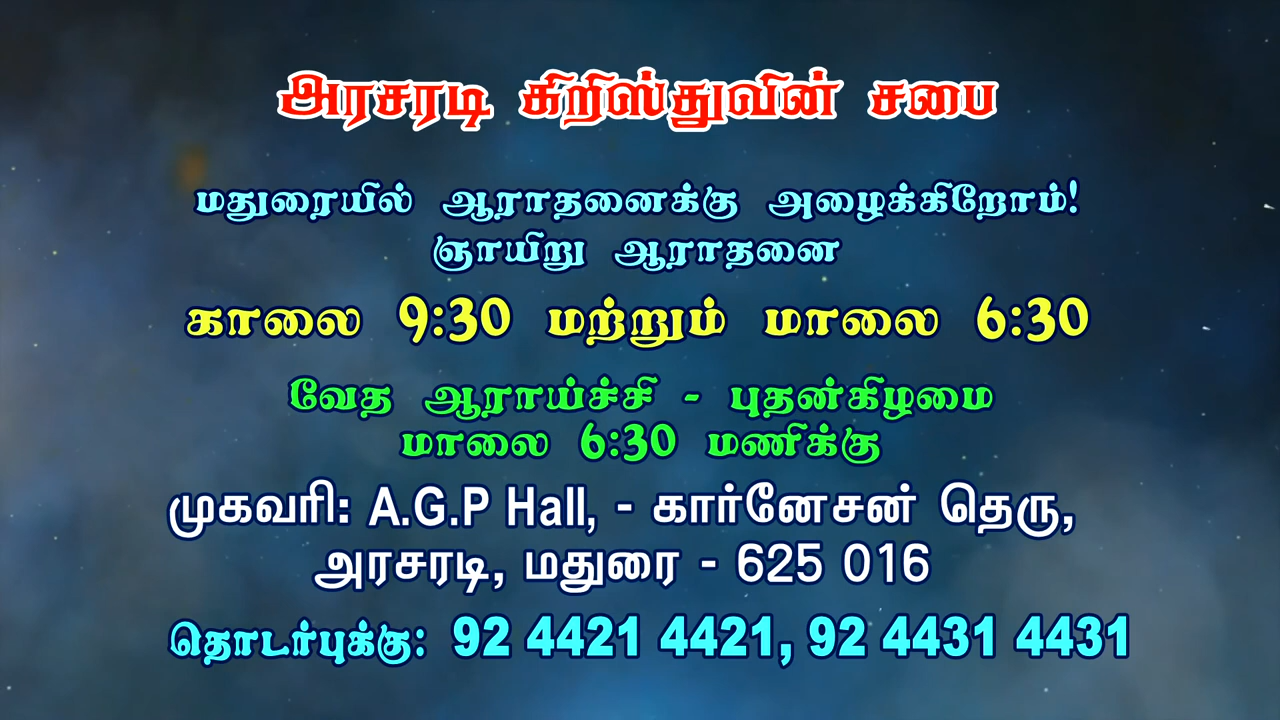 அரசரடி கிறிஸ்துவின் சபை
மதுரையில் ஆராதனைக்கு அழைக்கிறோம்!
ஞாயிறு ஆராதனை
காலை 9:30 மற்றும் மாலை 6:30
வேத ஆராய்ச்சி - புதன்கிழமை
மாலை 6:30 மணிக்கு
முகவரி: A.G.P Hall, - கார்னேசன் தெரு,
அரசரடி, மதுரை - 625 016
தொடர்புக்கு: 92 4421 4421, 92 4431 4431